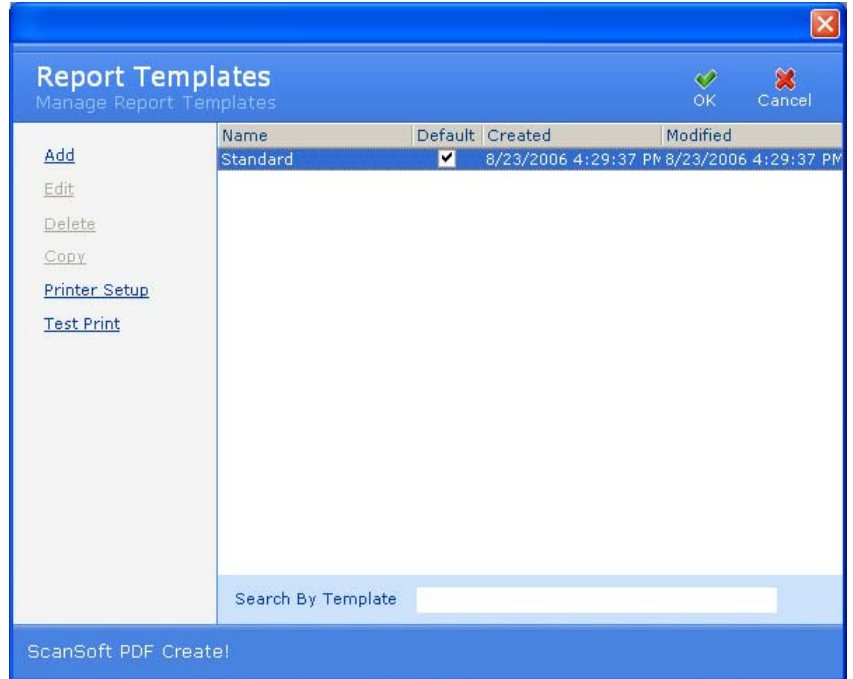 Report Templates
Manage Report Templates
OK
Cancel
Add
Edit
Delete
Copy
Printer Setup
Test Print
Name Default Created Modified
Standard 8/23/2006 4:29:37 PM 8/23/2006 4:29:37 PM
Search By Template
ScanSoft PDF Create!